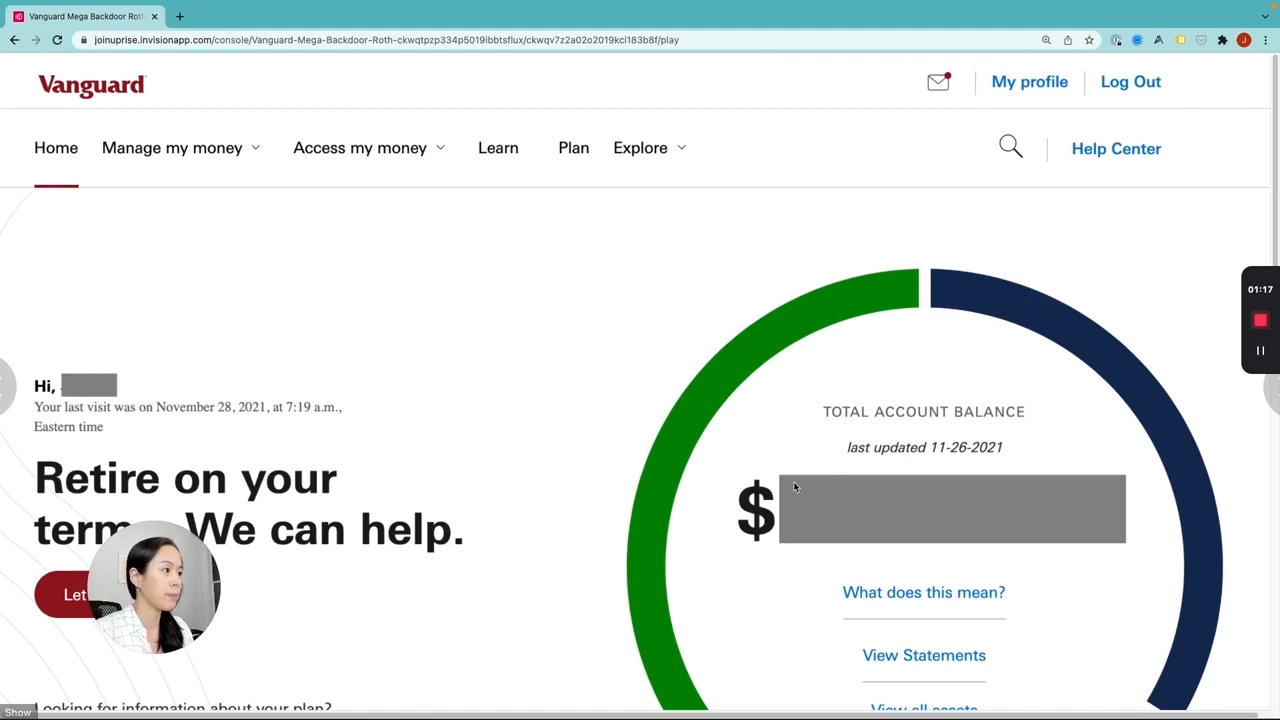 Vanguard Mega Backdoor Roth
joinuprise.invisionapp.com/console/Vanguard-Mega-Backdoor-Roth-ckwqtpzp334p5019ibbtsflux/ckwqv7z2a02o2019kci183b8f/play
J
Vanguard
My profile
Log Out
Home
Manage my money
Access my money
Learn
Plan
Explore
Help Center
01:17
Hi,
Your last visit was on November 28, 2021, at 7:19 a.m.,
Eastern time
Retire on your
We can help.
Let
Looking for information about your plan?
TOTAL ACCOUNT BALANCE
last updated 11-26-2021
$
What does this mean?
View Statements
View all assets
Show